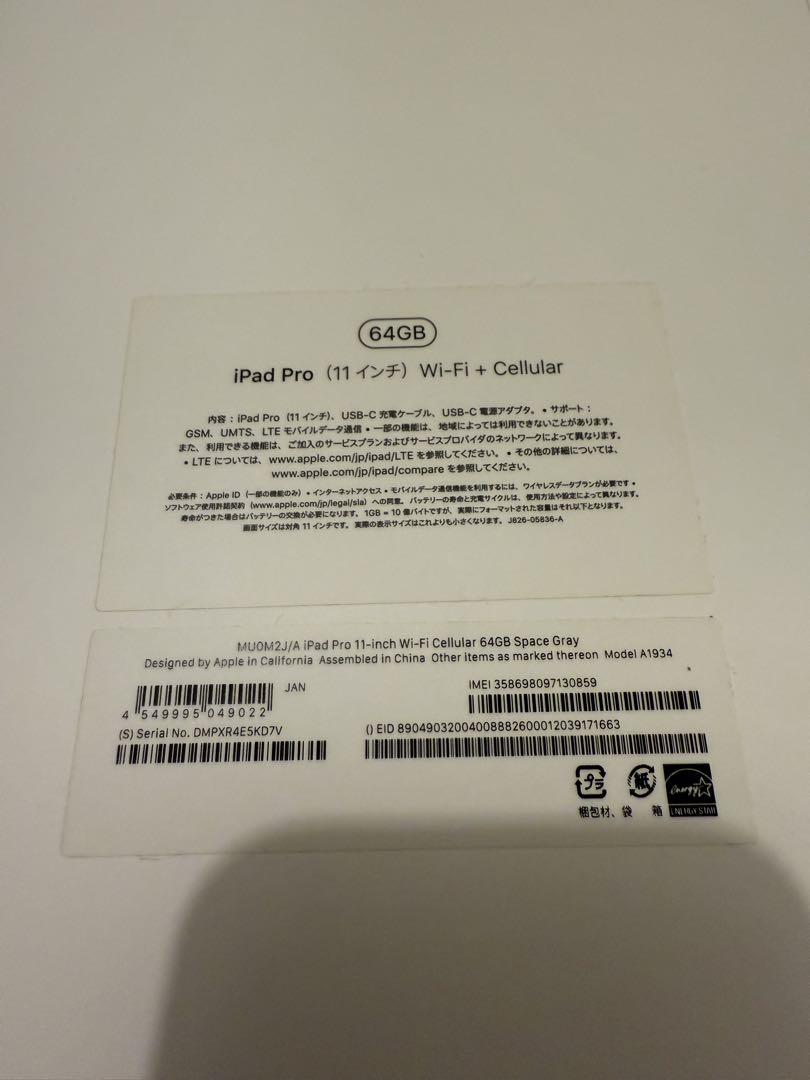 64GB
iPad Pro（11 インチ）Wi-Fi + Cellular
内容：iPad Pro（11 インチ）、USB-C 充電ケーブル、USB-C 電源アダプタ。• サポート：
GSM、UMTS、LTE モバイルデータ通信 • 一部の機能は、地域によっては利用できないことがあります。
また、利用できる機能は、ご加入のサービスプランおよびサービスプロバイダのネットワークによって異なります。
• LTE については、www.apple.com/jp/ipad/LTE を参照してください。• その他の詳細については、
www.apple.com/jp/ipad/compare を参照してください。
必要条件：Apple ID（一部の機能のみ）• インターネットアクセス • モバイルデータ通信機能を利用するには、ワイヤレスデータプランが必要です •
ソフトウェア使用許諾契約（www.apple.com/jp/legal/sla）への同意。バッテリーの寿命と充電サイクルは、使用方法や設定によって異なります。
寿命がつきた場合はバッテリーの交換が必要になります。1GB = 10 億バイトですが、実際にフォーマットされた容量はそれ以下となります。
画面サイズは対角 11 インチです。実際の表示サイズはこれよりも小さくなります。J826-05836-A
MU0M2J/A iPad Pro 11-inch Wi-Fi Cellular 64GB Space Gray
Designed by Apple in California Assembled in China Other items as marked thereon Model A1934
JAN
4 549995 049022
IMEI 358698097130859
(S) Serial No. DMPXR4E5KD7V
() EID 89049032004008882600012039171663
プラ
紙
energy
ENERGY STAR
梱包材、袋 箱